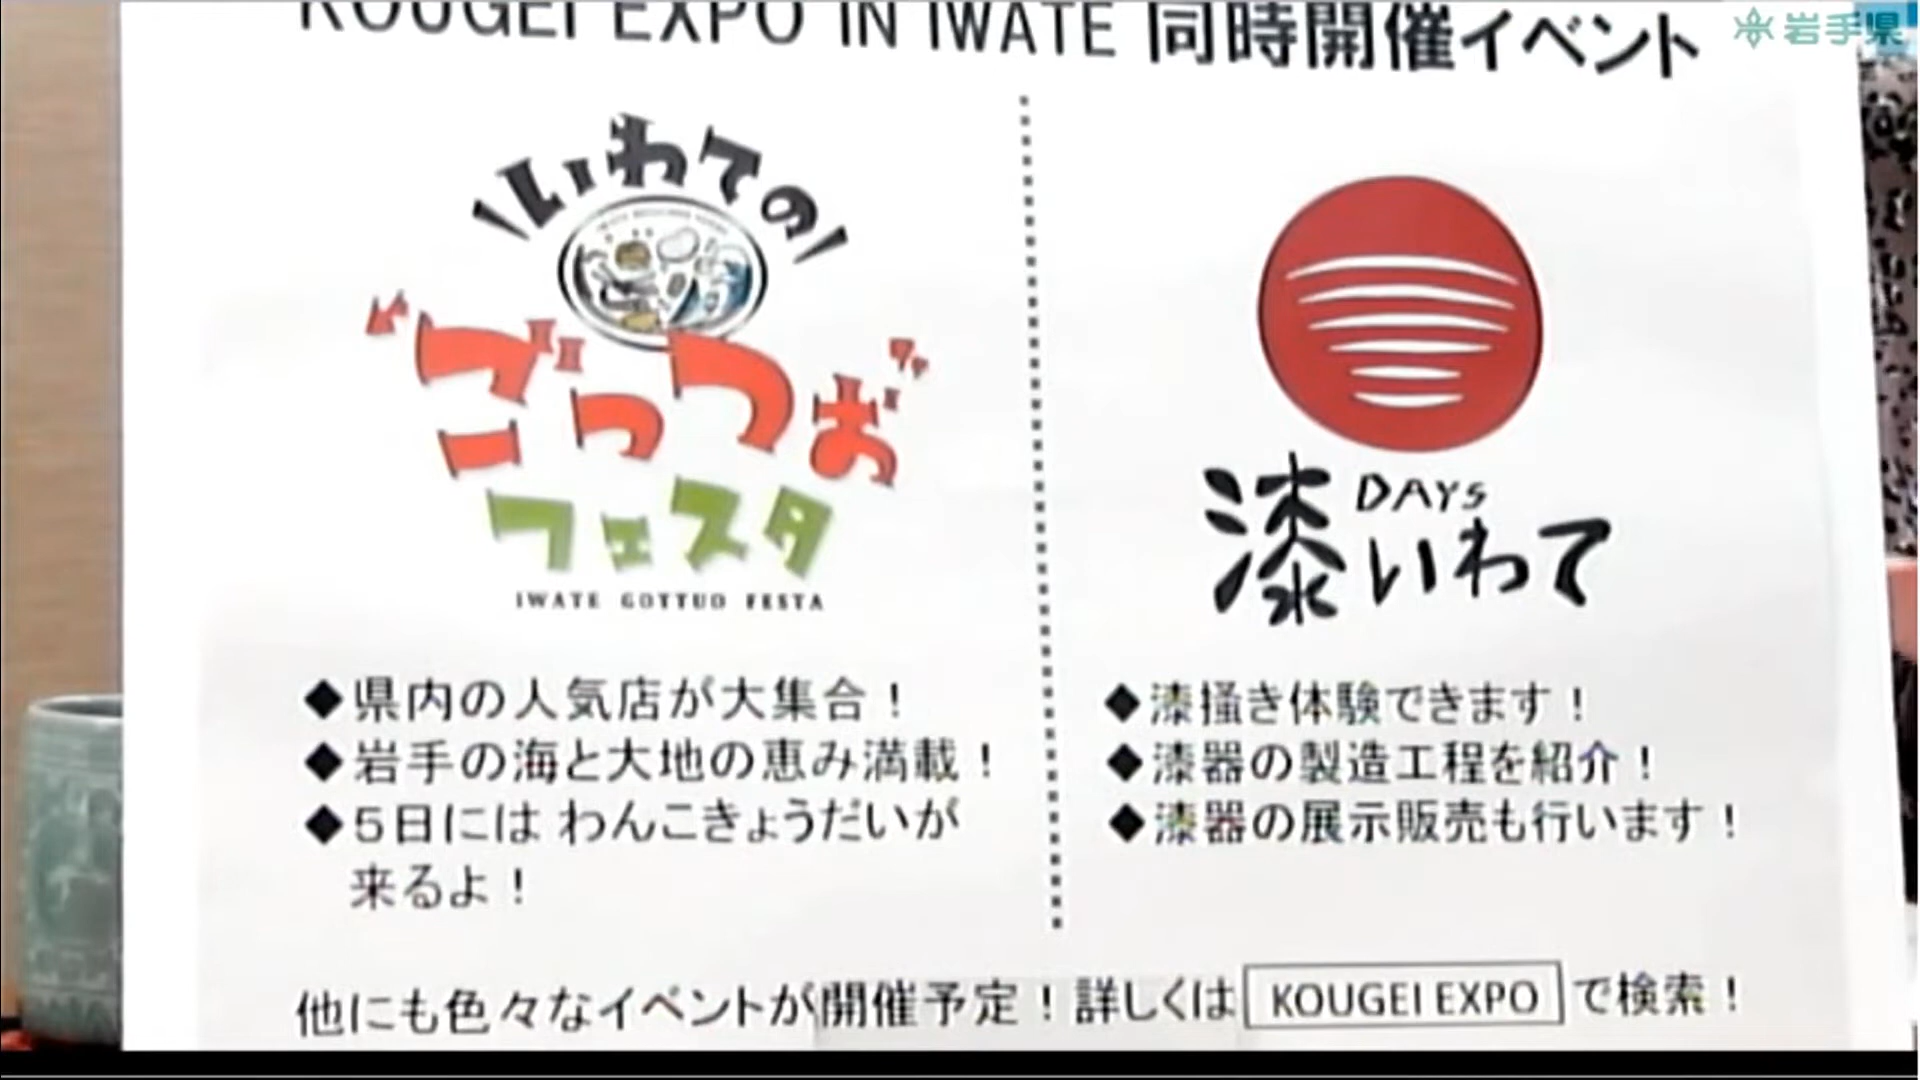 KOUGEI EXPO IN IWATE 同時開催イベント
岩手県
いわての
ごっつぉ
フェスタ
IWATE GOTTUO FESTA
◆県内の人気店が大集合！
◆岩手の海と大地の恵み満載！
◆5日には わんこきょうだいが
来るよ！
漆 DAYS
いわて
◆漆掻き体験できます！
◆漆器の製造工程を紹介！
◆漆器の展示販売も行います！
他にも色々なイベントが開催予定！詳しくは KOUGEI EXPO で検索！